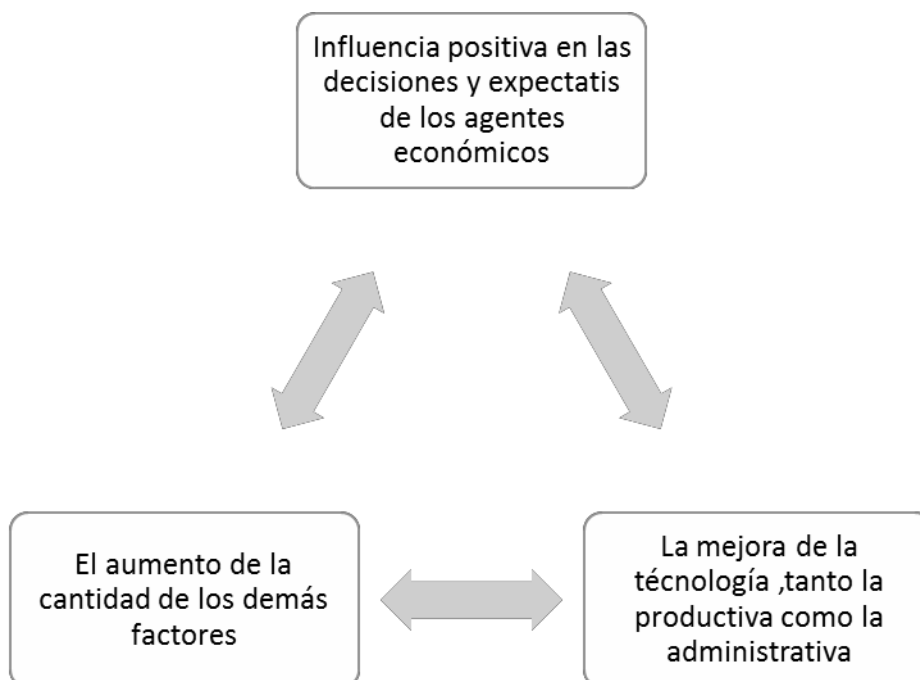 Influencia positiva en las
decisiones y expectatis
de los agentes
económicos
El aumento de la
cantidad de los demás
factores
La mejora de la
técnología ,tanto la
productiva como la
administrativa